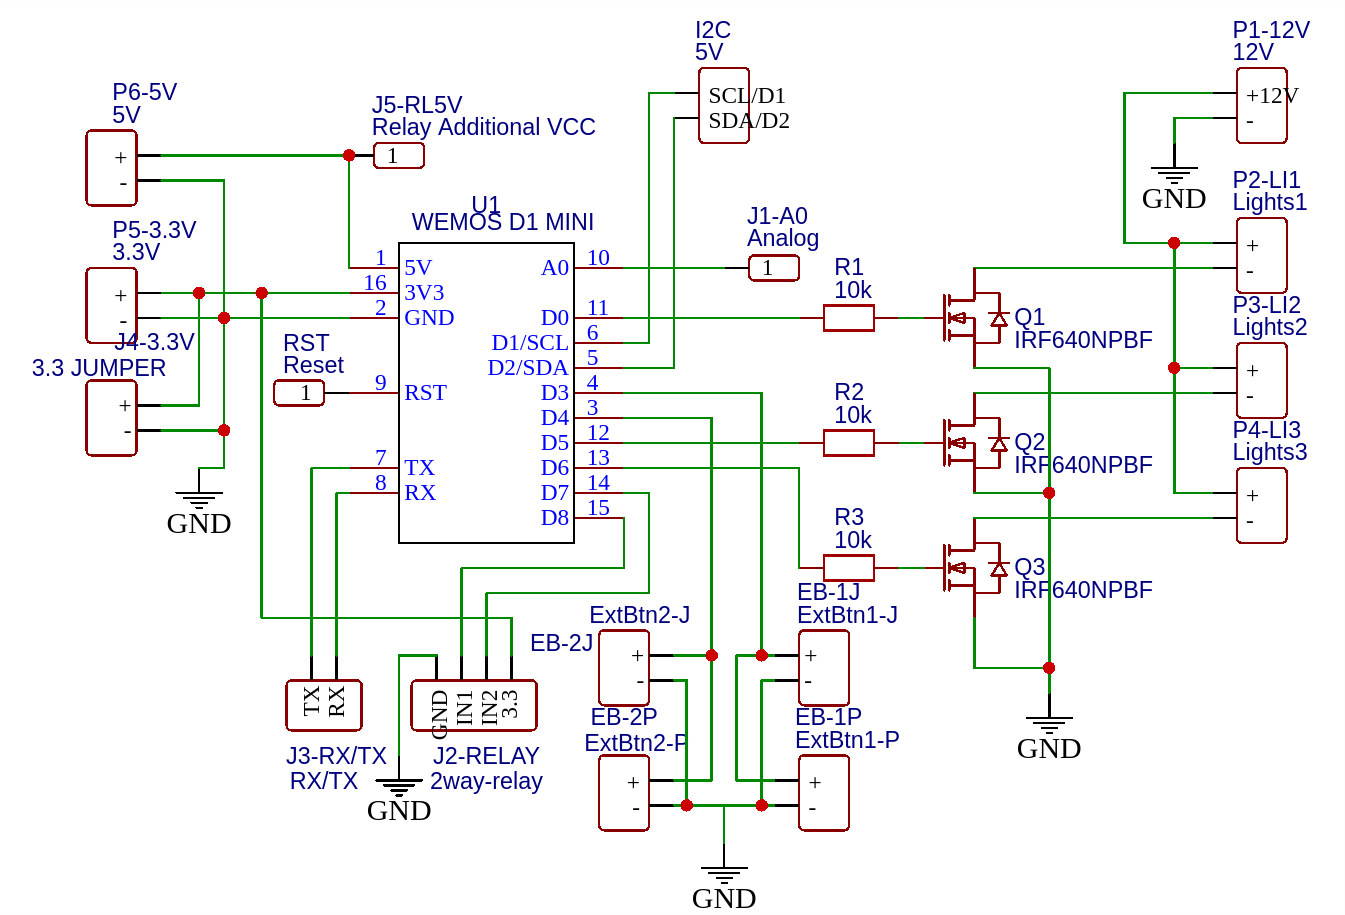 P6-5V
5V
+
-
J5-RL5V
Relay Additional VCC
1
I2C
5V
SCL/D1
SDA/D2
P1-12V
12V
+12V
-
GND
P5-3.3V
3.3V
+
-
J4-3.3V
3.3 JUMPER
+
-
GND
RST
Reset
1
U1
WEMOS D1 MINI
1 5V
16 3V3
2 GND
9 RST
7 TX
8 RX
A0 10
D0 11
D1/SCL 6
D2/SDA 5
D3 4
D4 3
D5 12
D6 13
D7 14
D8 15
J1-A0
Analog
1
R1
10k
Q1
IRF640NPBF
R2
10k
Q2
IRF640NPBF
R3
10k
Q3
IRF640NPBF
GND
P2-LI1
Lights1
+
-
P3-LI2
Lights2
+
-
P4-LI3
Lights3
+
-
TX
RX
J3-RX/TX
RX/TX
GND
IN1
IN2
3.3
J2-RELAY
2way-relay
GND
ExtBtn2-J
EB-2J
+
-
EB-2P
ExtBtn2-P
+
-
EB-1J
ExtBtn1-J
+
-
EB-1P
ExtBtn1-P
+
-
GND